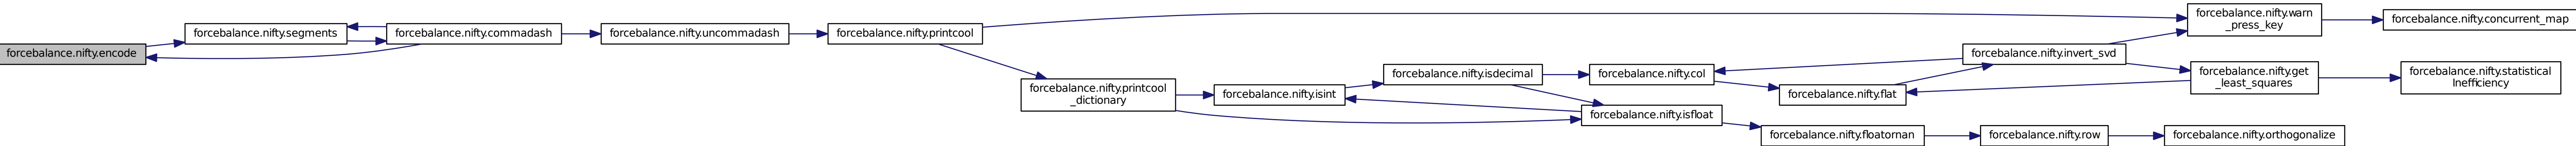 forcebalance.nifty.encode
forcebalance.nifty.segments
forcebalance.nifty.commadash
forcebalance.nifty.uncommadash
forcebalance.nifty.printcool
forcebalance.nifty.printcool
_dictionary
forcebalance.nifty.isint
forcebalance.nifty.isdecimal
forcebalance.nifty.isfloat
forcebalance.nifty.col
forcebalance.nifty.floatornan
forcebalance.nifty.flat
forcebalance.nifty.invert_svd
forcebalance.nifty.row
forcebalance.nifty.orthogonalize
forcebalance.nifty.warn
_press_key
forcebalance.nifty.get
_least_squares
forcebalance.nifty.concurrent_map
forcebalance.nifty.statistical
Inefficiency